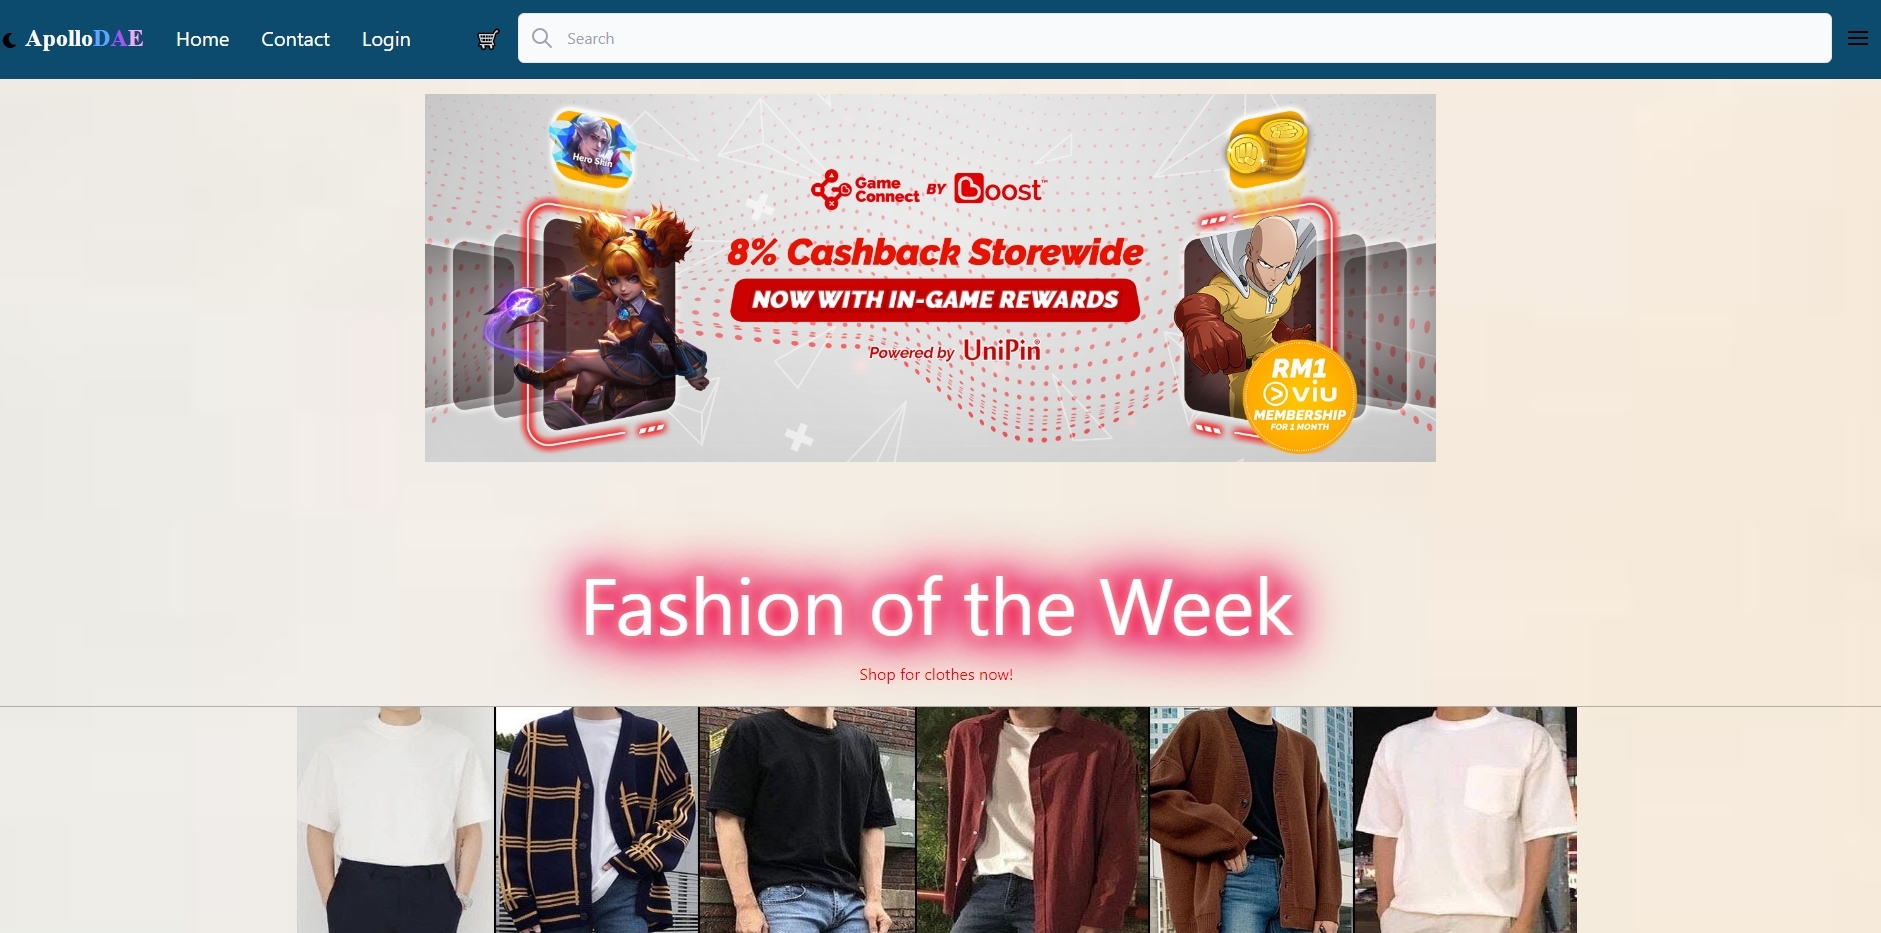 ApolloDAE Home Contact Login Search
Hero Skin
Game Connect BY Boost™
8% Cashback Storewide
NOW WITH IN-GAME REWARDS
Powered by UniPin
RM1
viu
MEMBERSHIP
FOR 1 MONTH
Fashion of the Week
Shop for clothes now!